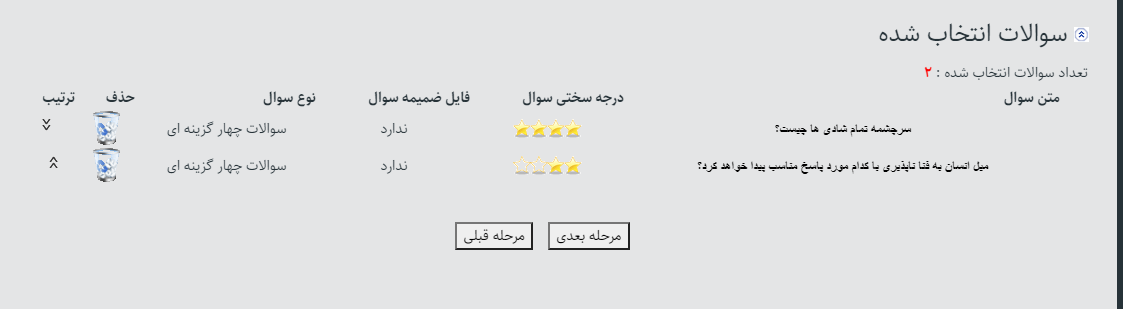 سوالات انتخاب شده
تعداد سوالات انتخاب شده : ۲
متن سوال درجه سختی سوال فایل ضمیمه سوال نوع سوال حذف ترتیب
سرچشمه تمام شادی ها چیست؟ ندارد سوالات چهار گزینه ای
میل انسان به فنا ناپذیری با کدام مورد پاسخ مناسب پیدا خواهد کرد؟ ندارد سوالات چهار گزینه ای
مرحله بعدی مرحله قبلی